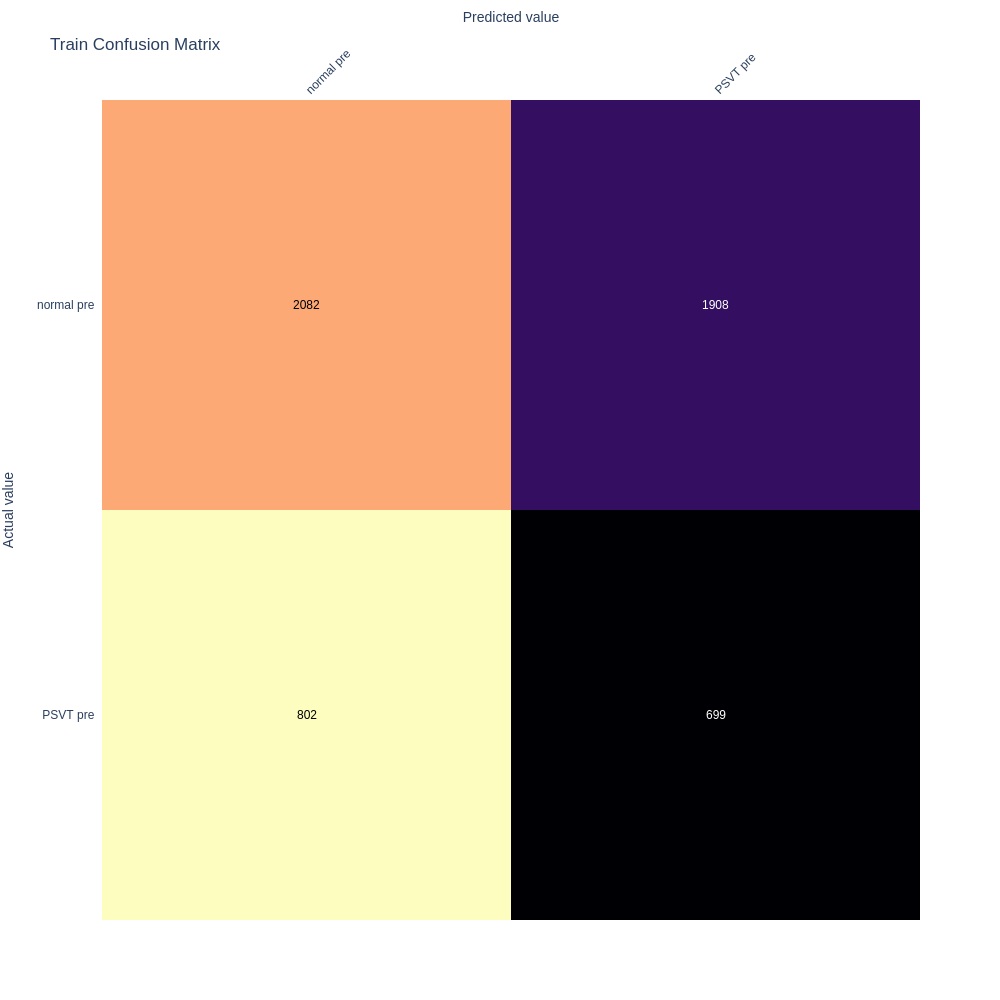 Predicted value
Train Confusion Matrix
normal pre
PSVT pre
normal pre
2082
1908
Actual value
PSVT pre
802
699